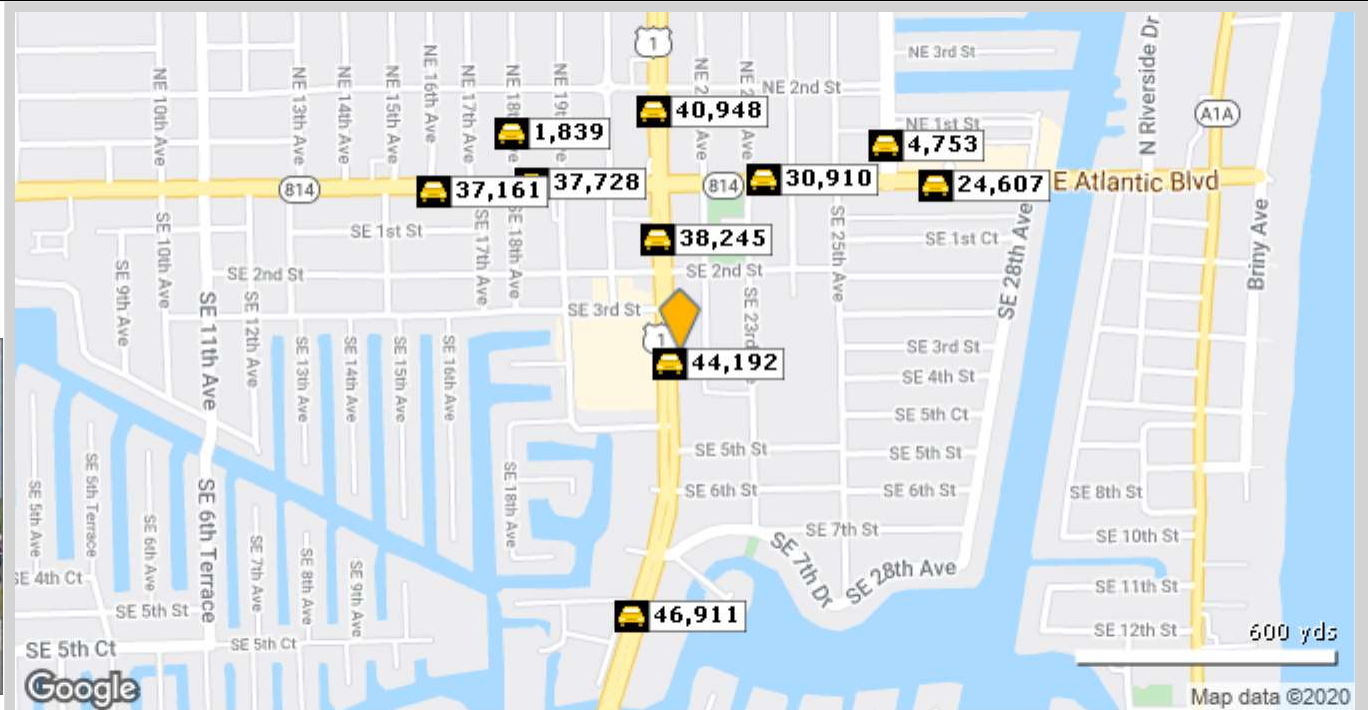 1
NE 3rd St
N Riverside Dr
A1A
NE 10th Ave
NE 13th Ave
NE 14th Ave
NE 15th Ave
NE 16th Ave
NE 17th Ave
NE 2nd St
40,948
1,839
NE 1st St
4,753
814
37,161
37,728
814
30,910
24,607
E Atlantic Blvd
SE 10th Ave
SE 1st St
SE 17th Ave
SE 18th Ave
38,245
SE 25th Ave
SE 1st Ct
SE 28th Ave
Briny Ave
SE 9th Ave
SE 2nd St
SE 2nd St
SE 11th Ave
SE 12th Ave
SE 3rd St
1
SE 3rd St
SE 13th Ave
SE 14th Ave
SE 15th Ave
SE 16th Ave
44,192
SE 4th St
SE 5th Ct
SE 5th St
SE 5th St
SE 5th Ave
SE 5th Terrace
SE 6th Ave
SE 6th Terrace
SE 18th Ave
SE 6th St
SE 6th St
SE 8th St
SE 7th Ave
SE 8th Ave
SE 9th Ave
SE 7th St
SE 7th Dr
SE 28th Ave
SE 10th St
SE 4th Ct
SE 11th St
SE 5th St
46,911
SE 12th St
600 yds
SE 5th Ct
SE 5th Ct
Google
Map data ©2020